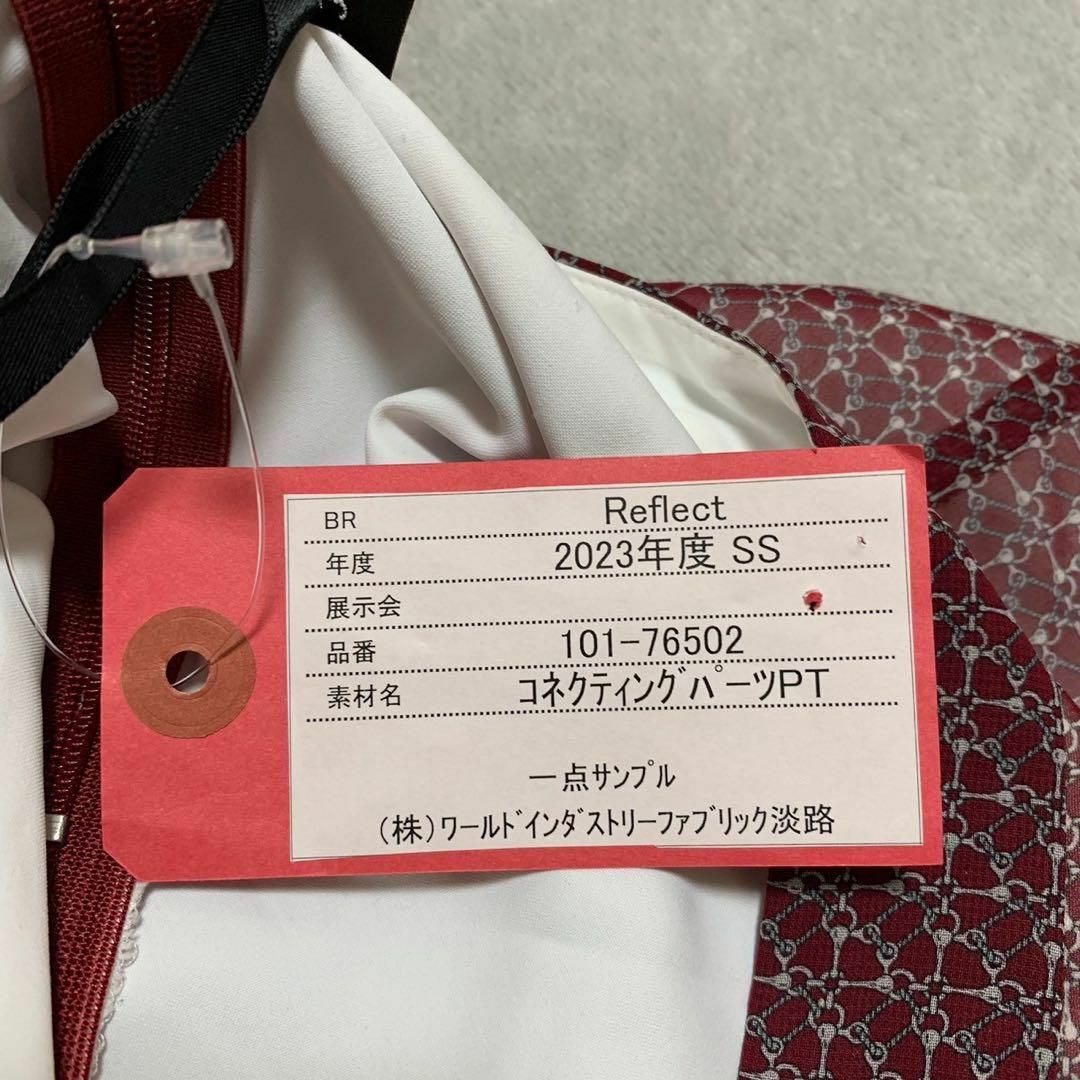 BR Reflect
年度 2023年度 SS
展示会
品番 101-76502
素材名 コネクティングパーツPT
一点サンプル
(株)ワールドインダストリーファブリック淡路